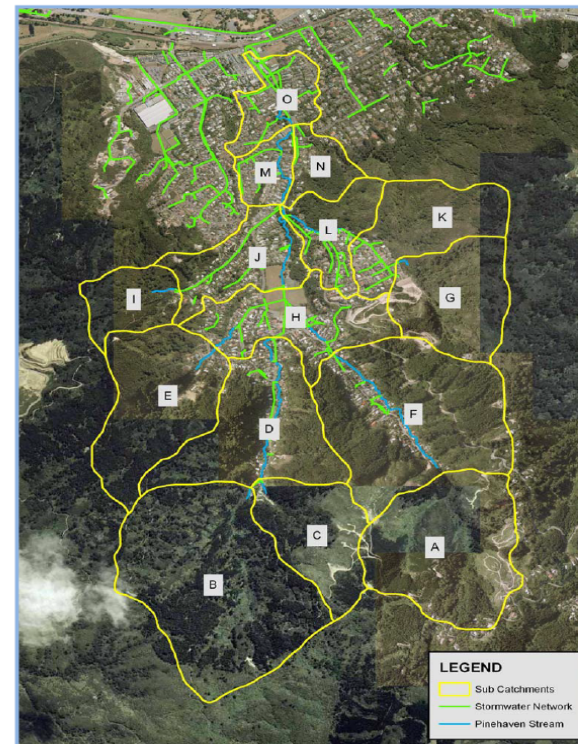 O
M
N
K
L
J
I
G
H
E
F
D
C
A
B
LEGEND
Sub Catchments
Stormwater Network
Pinehaven Stream